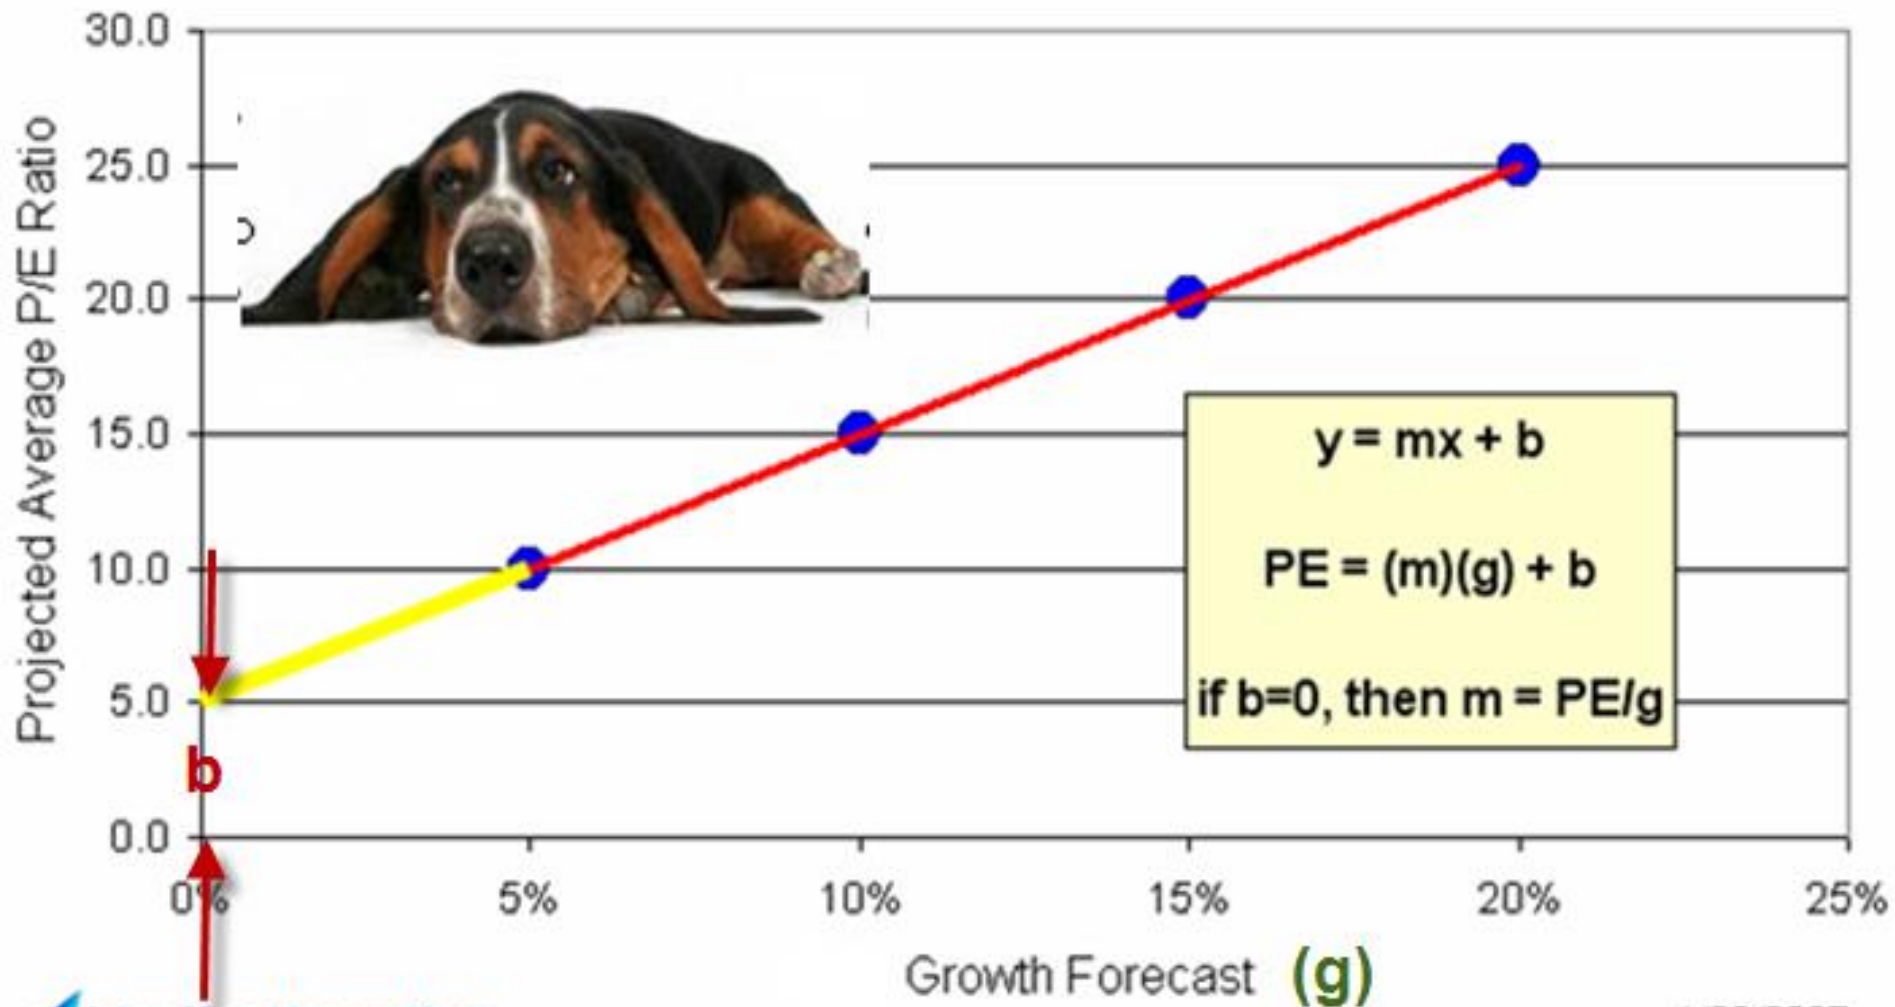 30.0
25.0
20.0
15.0
10.0
5.0
0.0
Projected Average P/E Ratio
b
y = mx + b
PE = (m)(g) + b
if b=0, then m = PE/g
0% 5% 10% 15% 20% 25%
Growth Forecast (g)